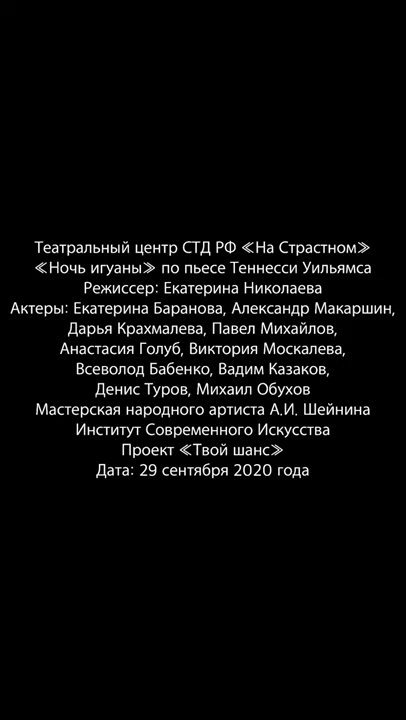 Театральный центр СТД РФ ≪На Страстном≫
≪Ночь игуаны≫ по пьесе Теннесси Уильямса
Режиссер: Екатерина Николаева
Актеры: Екатерина Баранова, Александр Макаршин,
Дарья Крахмалева, Павел Михайлов,
Анастасия Голуб, Виктория Москалева,
Всеволод Бабенко, Вадим Казаков,
Денис Туров, Михаил Обухов
Мастерская народного артиста А.И. Шейнина
Институт Современного Искусства
Проект ≪Твой шанс≫
Дата: 29 сентября 2020 года